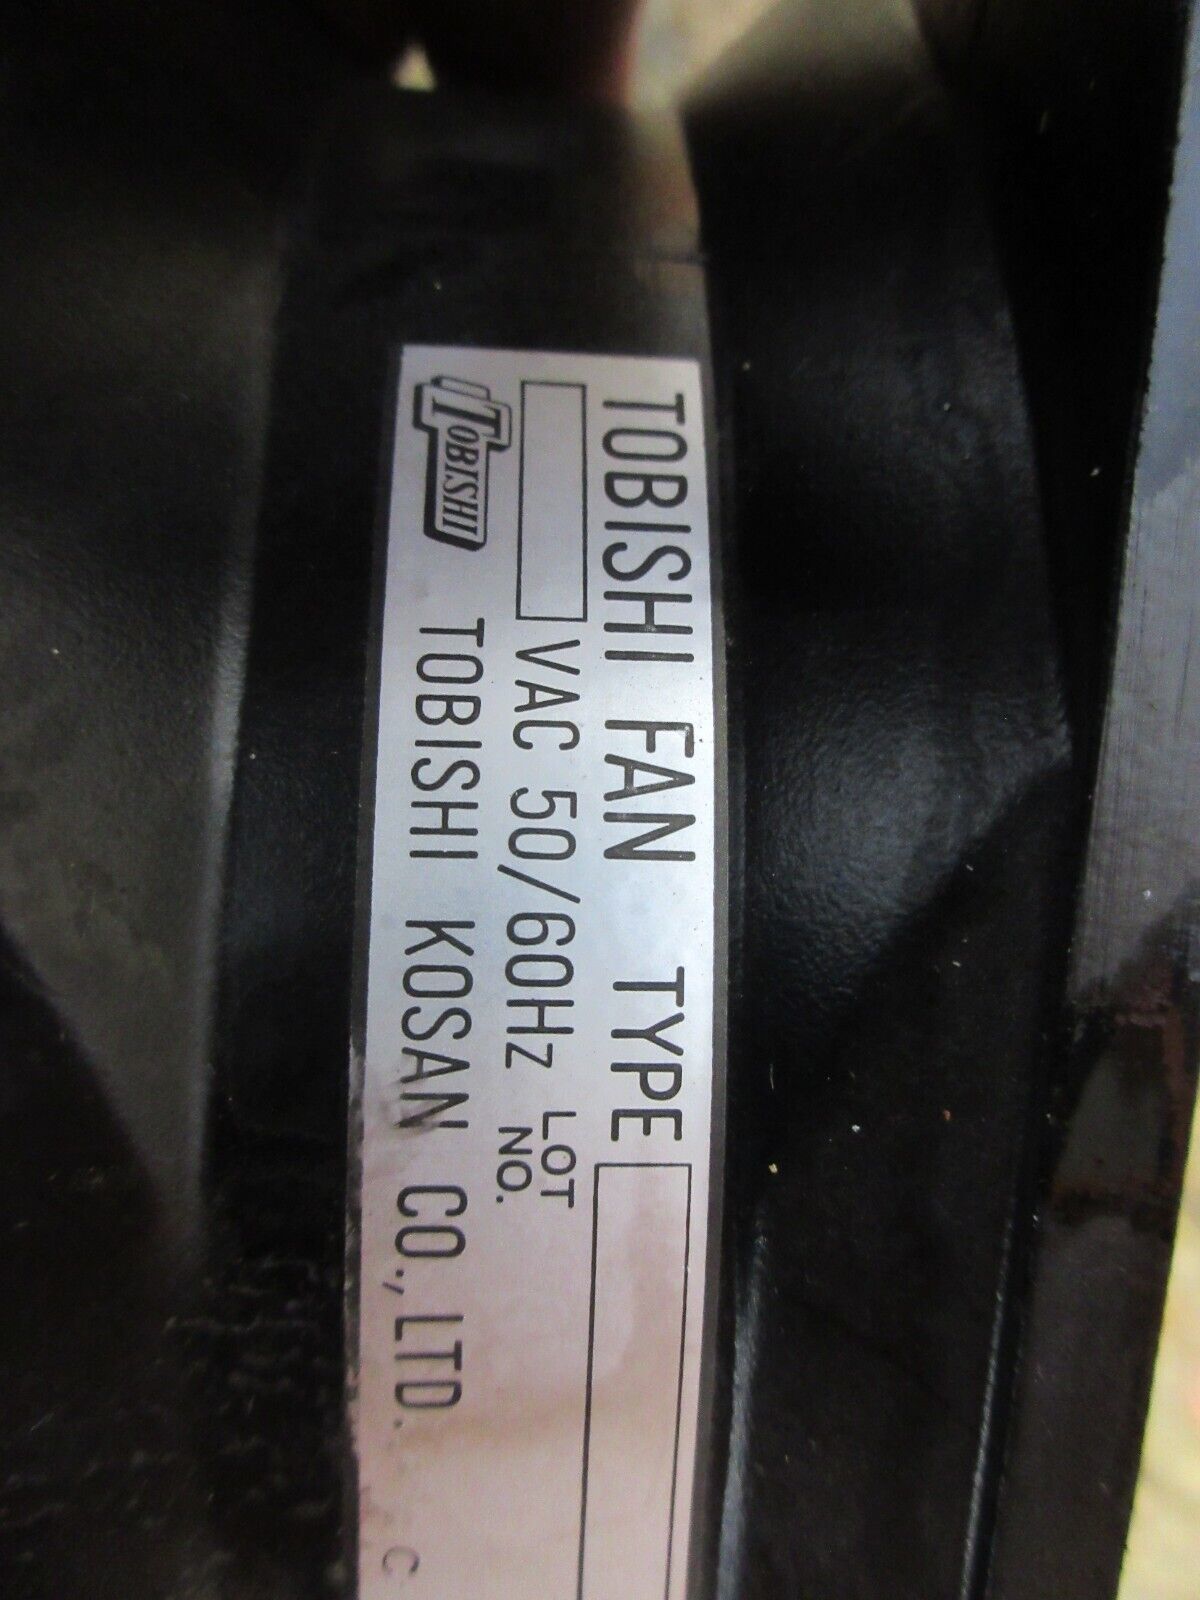 TOBISHI FAN TYPE
VAC 50/60Hz LOT NO.
TOBISHI TOBISHI KOSAN CO., LTD. C